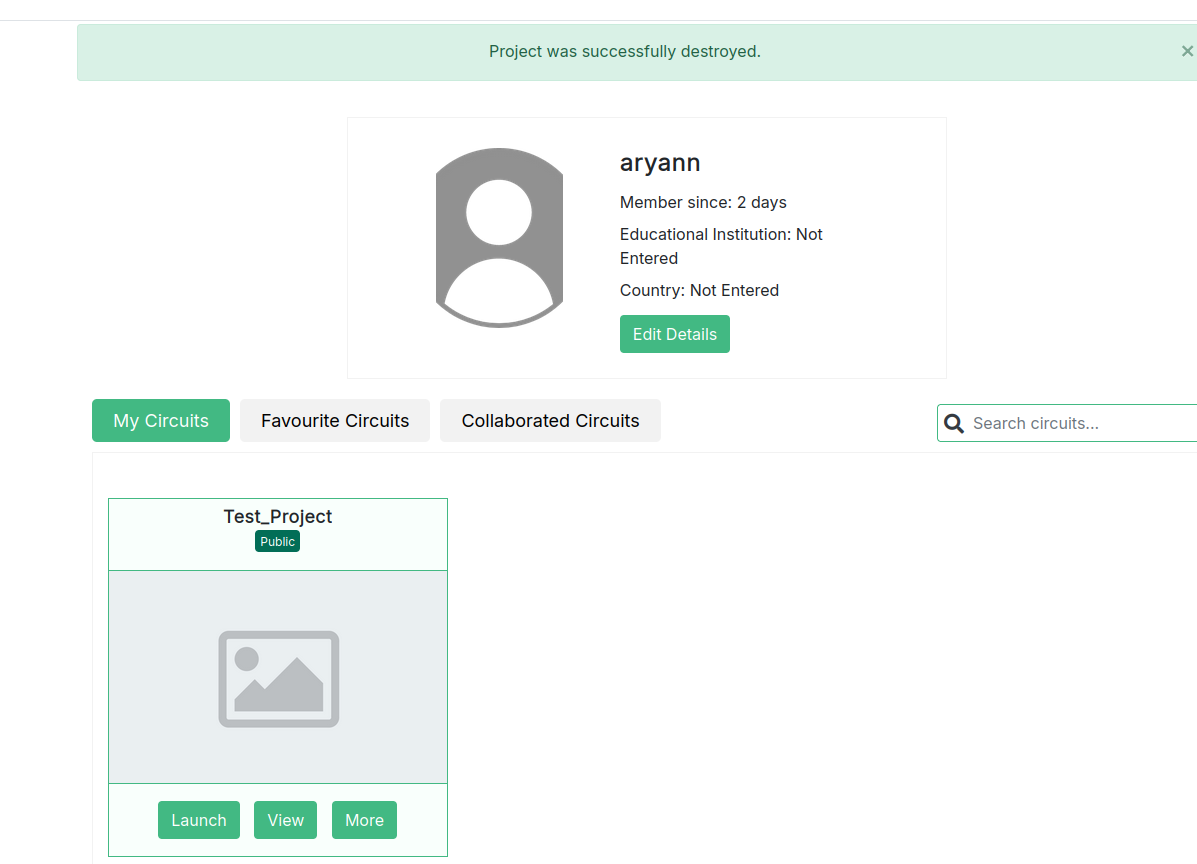 Project was successfully destroyed.
×
aryann
Member since: 2 days
Educational Institution: Not
Entered
Country: Not Entered
Edit Details
My Circuits
Favourite Circuits
Collaborated Circuits
Search circuits...
Test_Project
Public
Launch
View
More